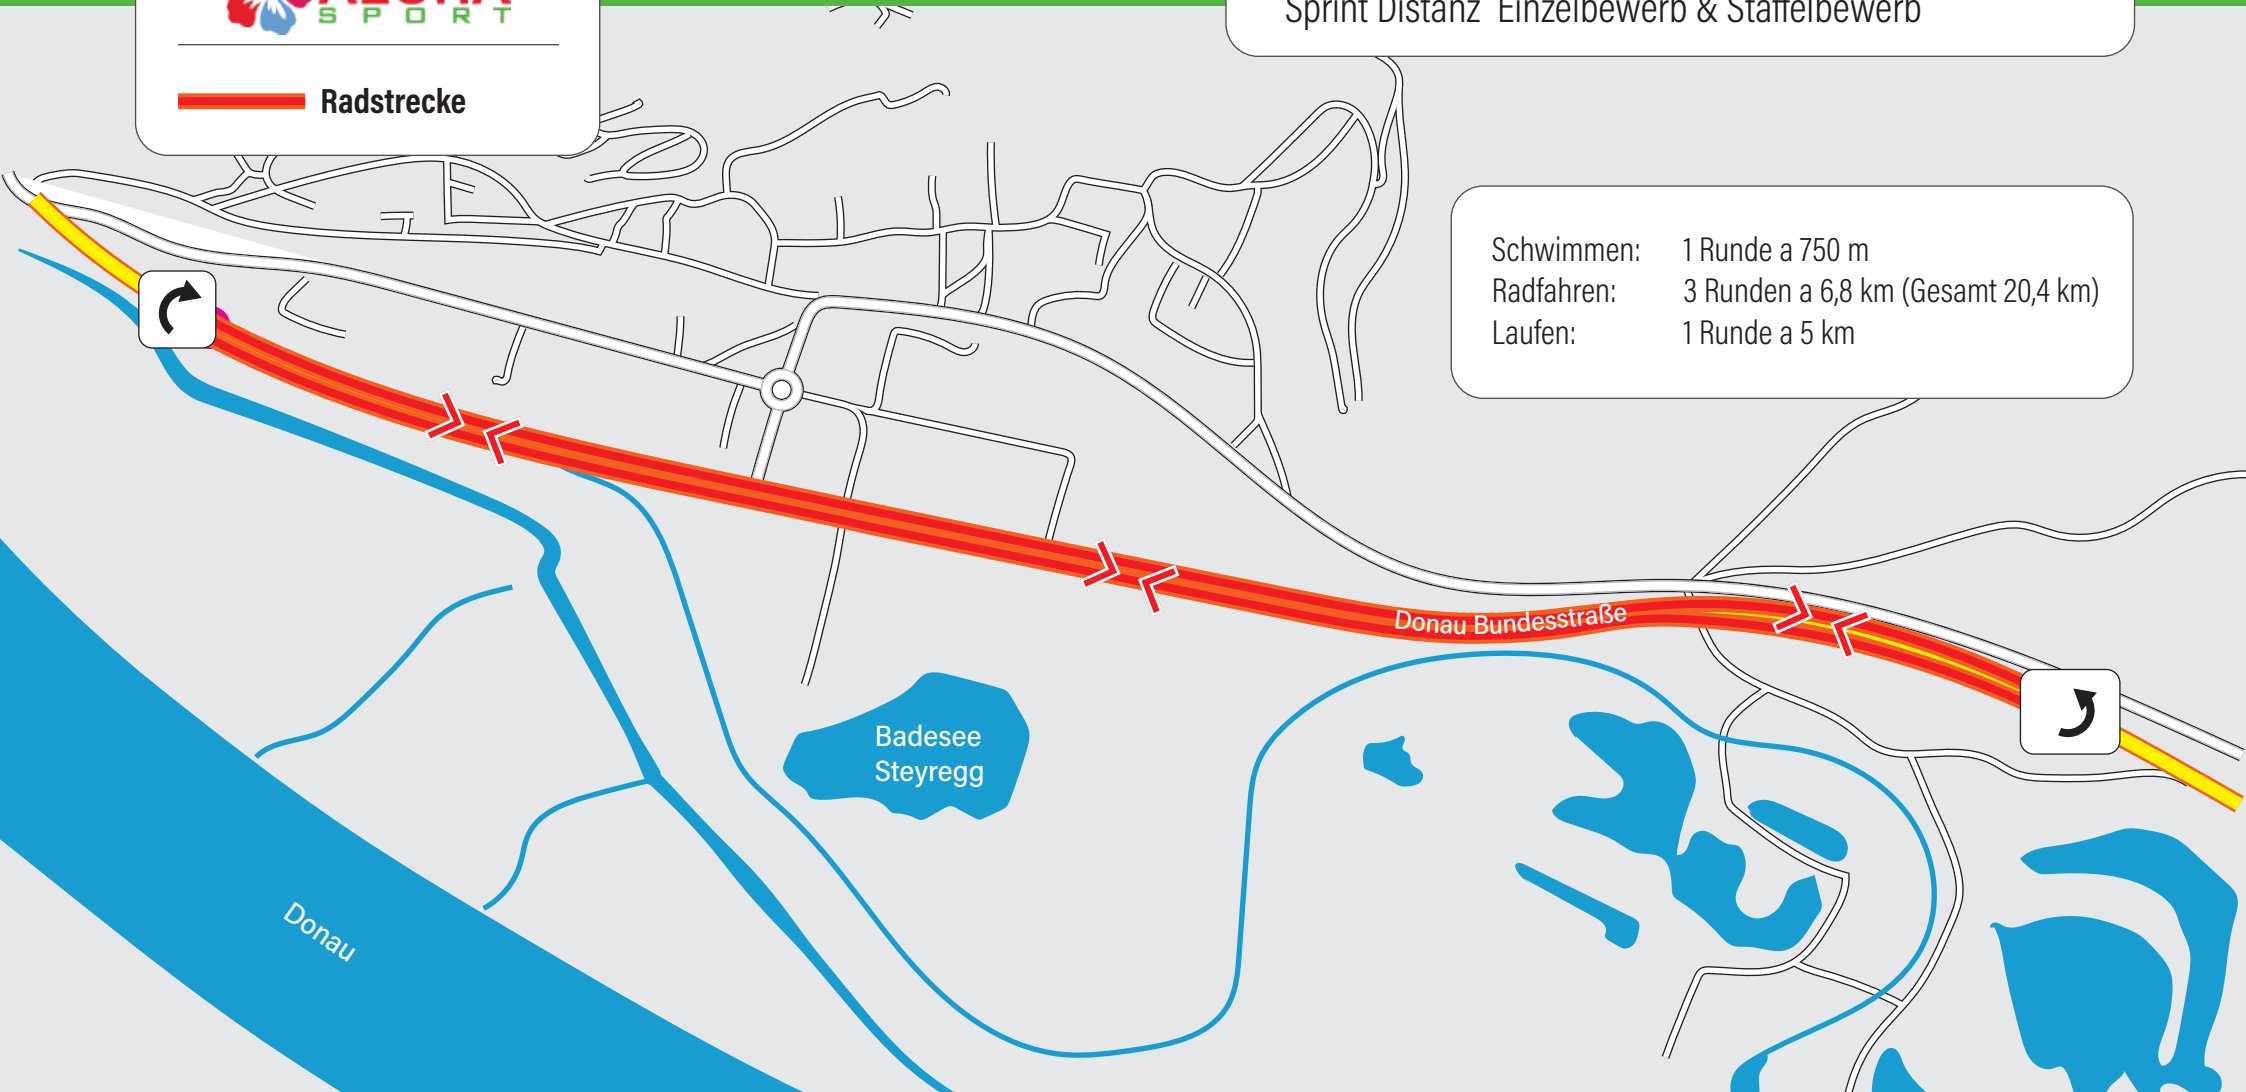 SPORT
Sprint Distanz Einzelbewerb & Staffelbewerb
Radstrecke
Schwimmen: 1 Runde a 750 m
Radfahren: 3 Runden a 6,8 km (Gesamt 20,4 km)
Laufen: 1 Runde a 5 km
Donau Bundesstraße
Badesee
Steyregg
Donau